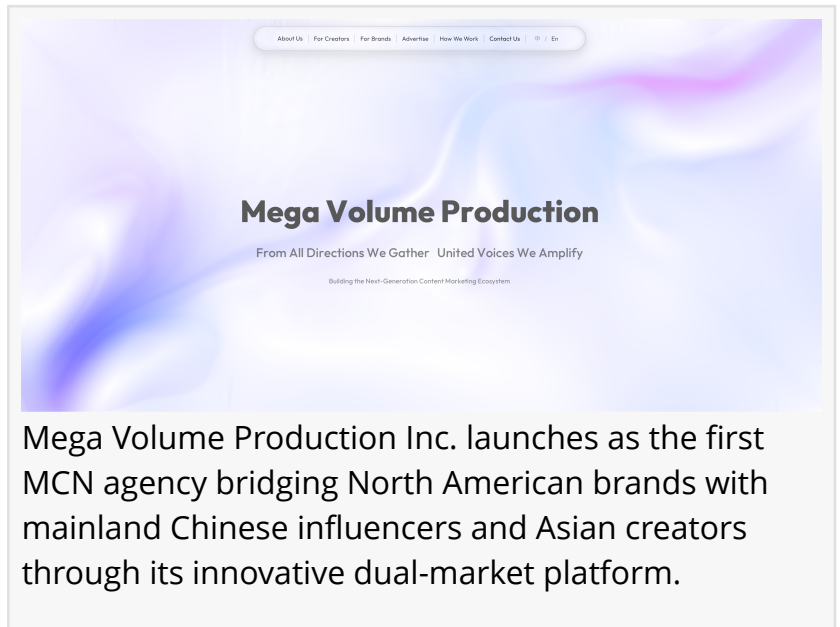 About Us For Creators For Brands Advertise How We Work Contact Us 中 / En
Mega Volume Production
From All Directions We Gather United Voices We Amplify
Building the Next-Generation Content Marketing Ecosystem
Mega Volume Production Inc. launches as the first
MCN agency bridging North American brands with
mainland Chinese influencers and Asian creators
through its innovative dual-market platform.